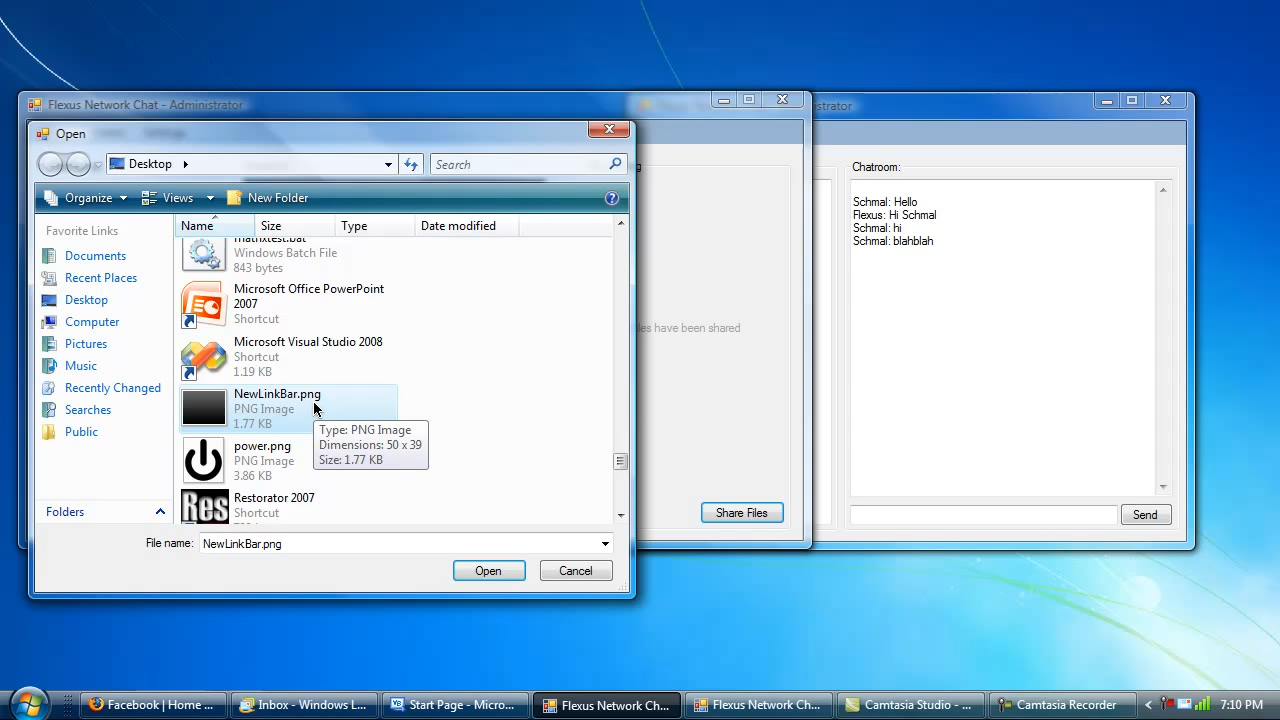 Flexus Network Chat - Administrator
Open
Desktop
Search
Organize
Views
New Folder
Name
Size
Type
Date modified
Favorite Links
Documents
Recent Places
Desktop
Computer
Pictures
Music
Recently Changed
Searches
Public
Folders
matrixtest.bat
Windows Batch File
843 bytes
Microsoft Office PowerPoint
2007
Shortcut
Microsoft Visual Studio 2008
Shortcut
1.19 KB
NewLinkBar.png
PNG Image
1.77 KB
Type: PNG Image
Dimensions: 50 x 39
Size: 1.77 KB
power.png
PNG Image
3.86 KB
Restorator 2007
Shortcut
File name:
NewLinkBar.png
Open
Cancel
have been shared
Share Files
Chatroom:
Schmal: Hello
Flexus: Hi Schmal
Schmal: hi
Schmal: blahblah
Send
Facebook | Home ...
Inbox - Windows L...
Start Page - Micro...
Flexus Network Ch...
Flexus Network Ch...
Camtasia Studio - ...
Camtasia Recorder
7:10 PM